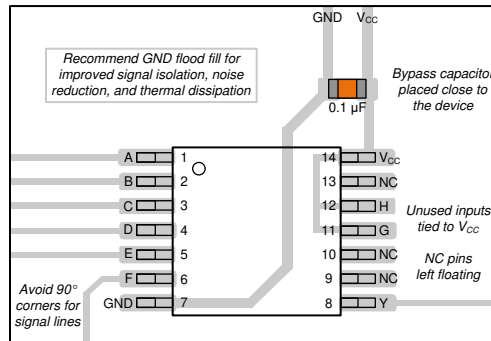 GND VCC
Recommend GND flood fill for
improved signal isolation, noise
reduction, and thermal dissipation
Bypass capacitor
placed close to
the device
0.1 µF
A 1 14 VCC
B 2 13 NC
C 3 12 H
D 4 11 G
E 5 10 NC
F 6 9 NC
GND 7 8 Y
Unused inputs
tied to VCC
NC pins
left floating
Avoid 90°
corners for
signal lines